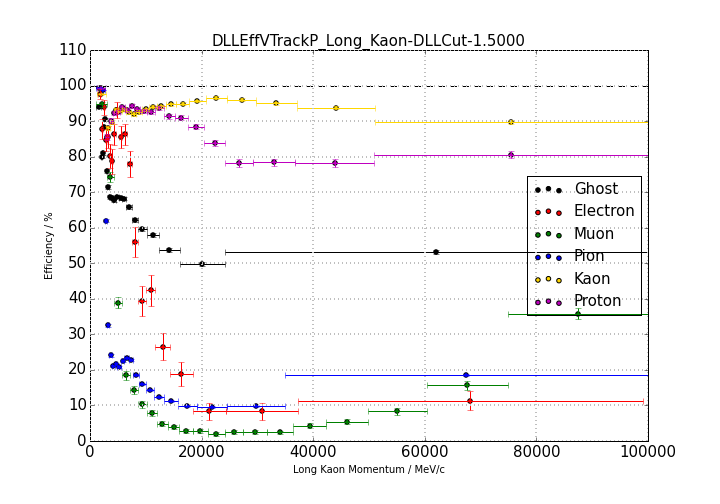 DLLEffVTrackP_Long_Kaon-DLLCut-1.5000
110
100
90
80
70
60
50
40
30
20
10
0
Efficiency / %
Ghost
Electron
Muon
Pion
Kaon
Proton
0 20000 40000 60000 80000 100000
Long Kaon Momentum / MeV/c